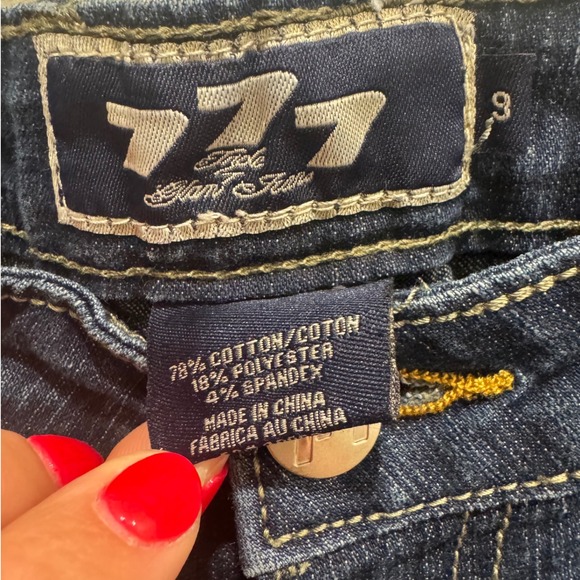 777
9
78% COTTON/COTON
18% POLYESTER
4% SPANDEX
MADE IN CHINA
FABRICA AU CHINA